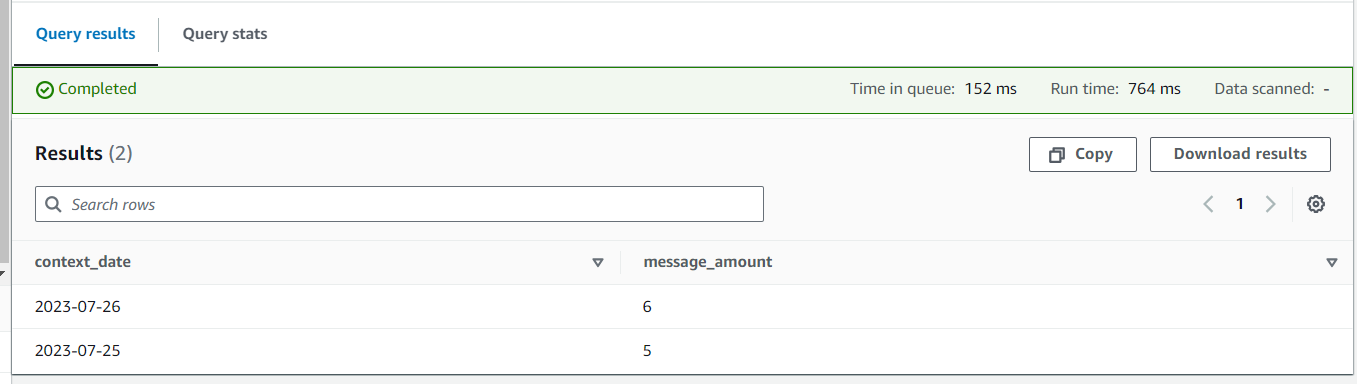 Query results Query stats
Completed Time in queue: 152 ms Run time: 764 ms Data scanned: -
Results (2) Copy Download results
Search rows 1
context_date message_amount
2023-07-26 6
2023-07-25 5